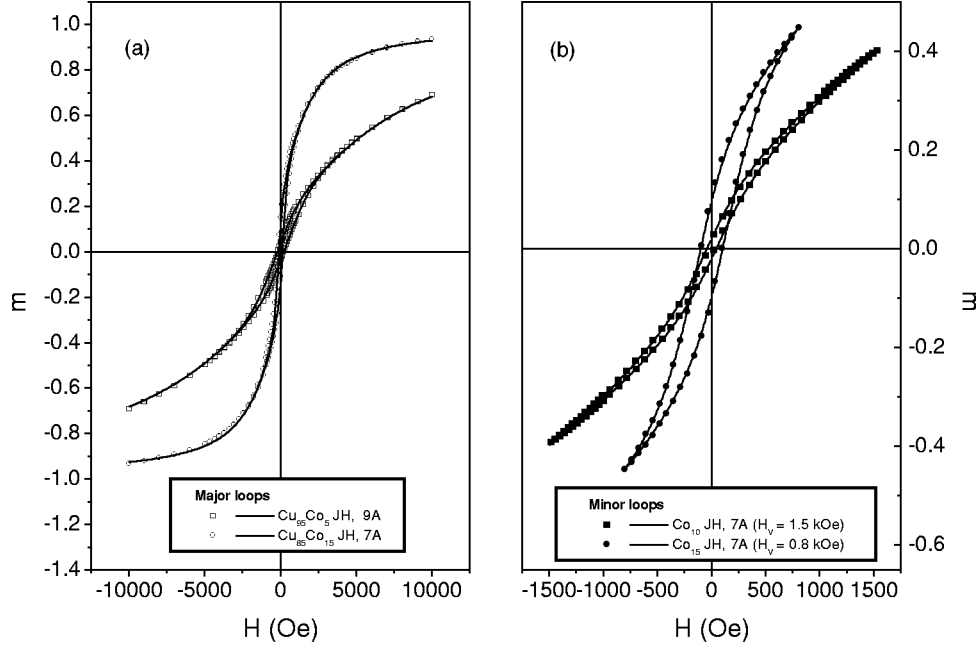 (a)
1.0
0.8
0.6
0.4
0.2
0.0
-0.2
-0.4
-0.6
-0.8
-1.0
-1.2
-1.4
m
Major loops
Cu95Co5 JH, 9A
Cu85Co15 JH, 7A
-10000 -5000 0 5000 10000
H (Oe)
(b)
0.4
0.2
0.0
-0.2
-0.4
-0.6
m
Minor loops
Co10 JH, 7A (Hv = 1.5 kOe)
Co15 JH, 7A (Hv = 0.8 kOe)
-1500 -1000 -500 0 500 1000 1500
H (Oe)